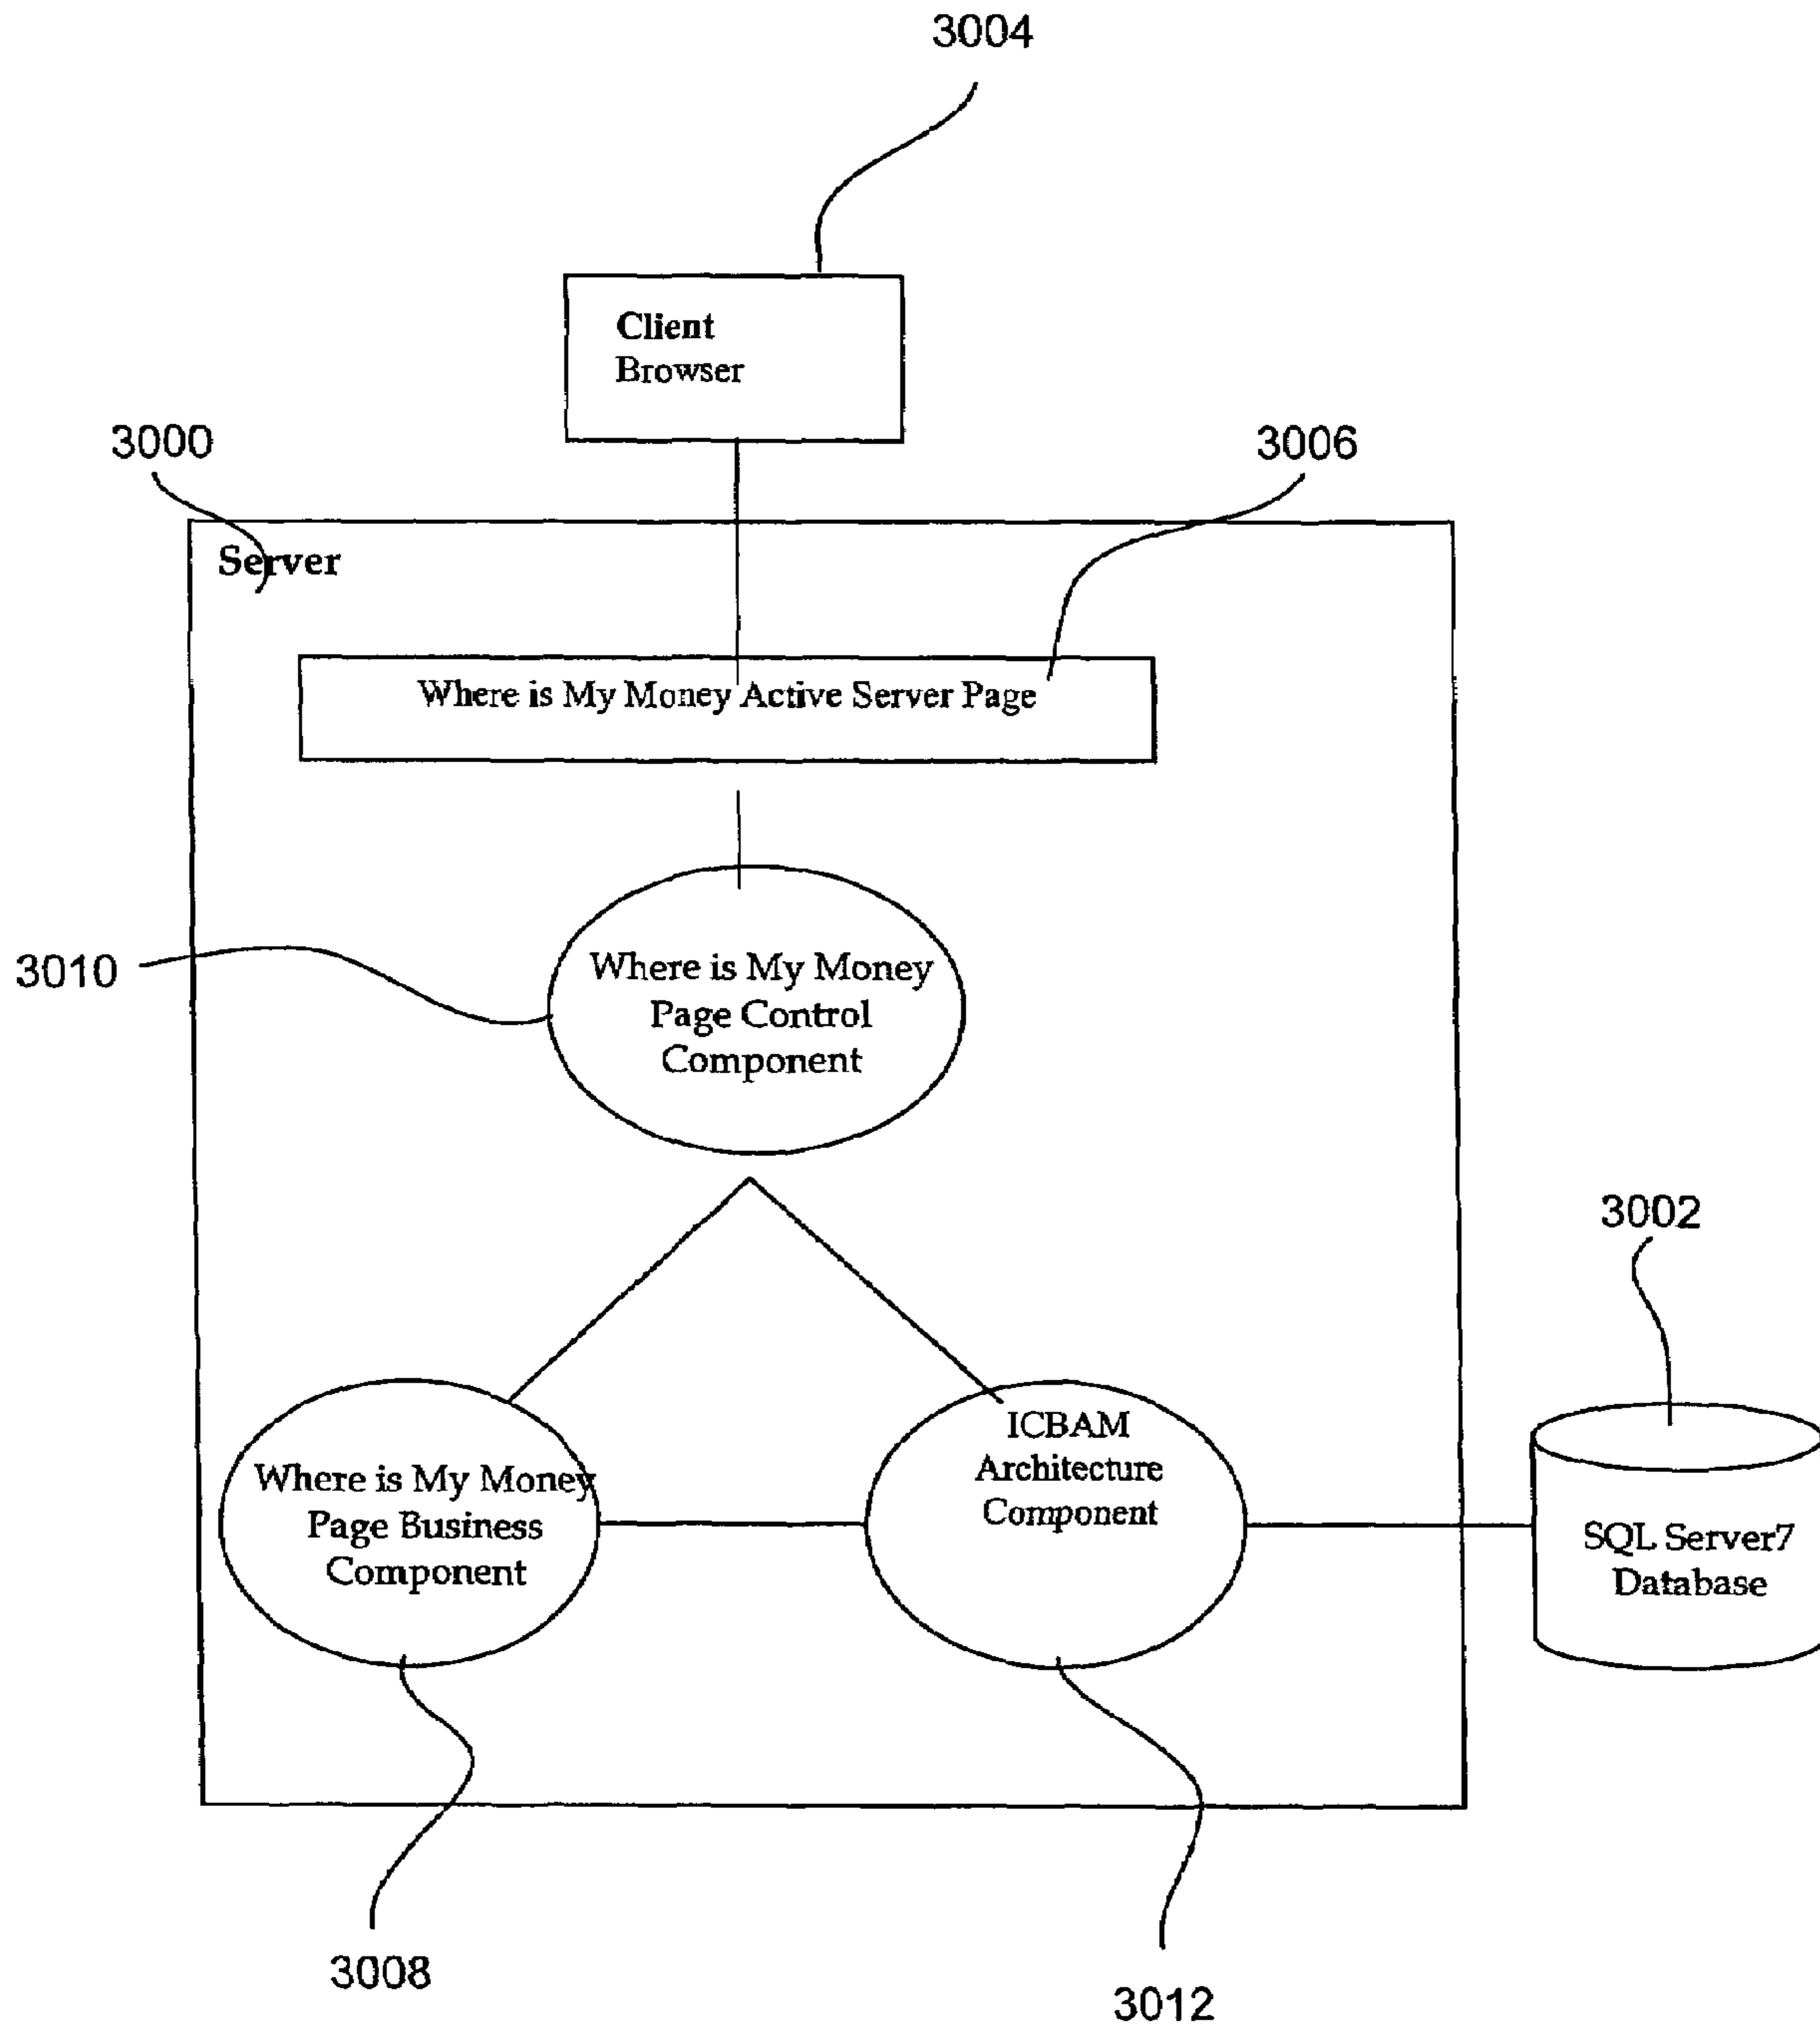 3004
Client
Browser
3000
3006
Server
Where is My Money Active Server Page
3010
Where is My Money
Page Control
Component
3002
ICBAM
Architecture
Component
Where is My Money
Page Business
Component
SQL Server7
Database
3008
3012